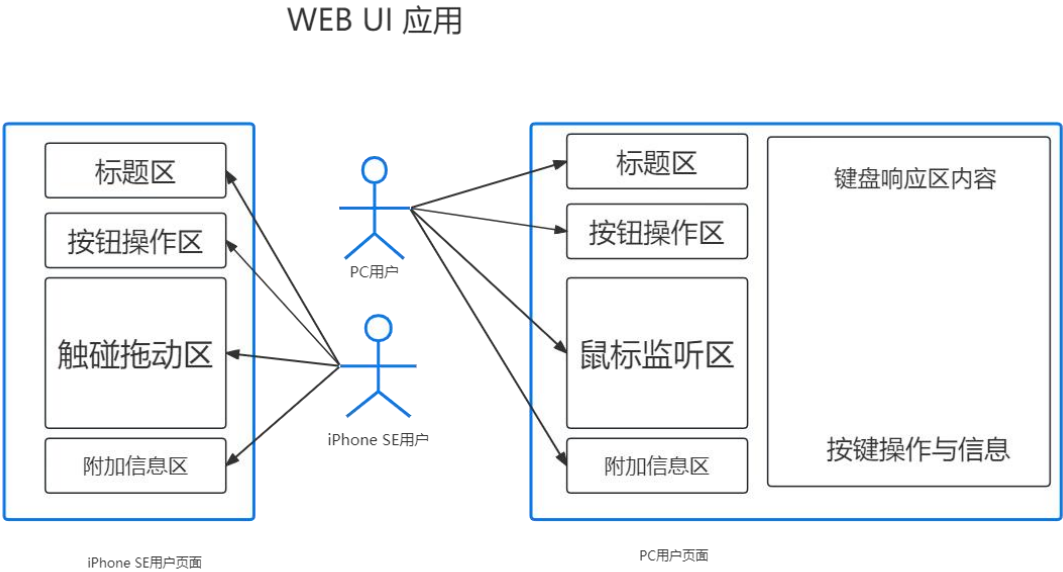 WEB UI 应用
标题区
按钮操作区
触碰拖动区
附加信息区
iPhone SE用户页面
PC用户
iPhone SE用户
标题区
按钮操作区
鼠标监听区
附加信息区
键盘响应区内容
按键操作与信息
PC用户页面